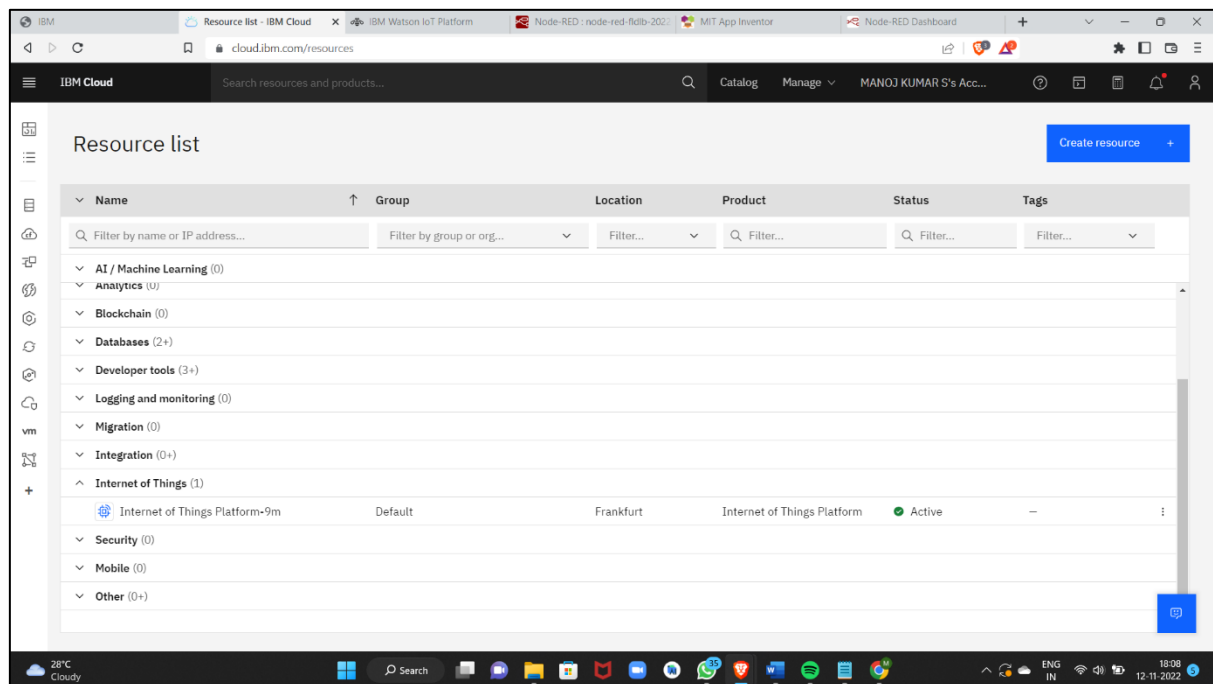 IBM
Resource list - IBM Cloud
IBM Watson IoT Platform
Node-RED : node-red-fldlb-202
MIT App Inventor
Node-RED Dashboard
cloud.ibm.com/resources
IBM Cloud
Search resources and products...
Catalog
Manage
MANOJ KUMAR S's Acc...
Resource list
Create resource +
Name Group Location Product Status Tags
Filter by name or IP address... Filter by group or org... Filter... Filter... Filter... Filter...
AI / Machine Learning (0)
Analytics (0)
Blockchain (0)
Databases (2+)
Developer tools (3+)
Logging and monitoring (0)
vm
Migration (0)
Integration (0+)
Internet of Things (1)
Internet of Things Platform-9m Default Frankfurt Internet of Things Platform Active –
Security (0)
Mobile (0)
Other (0+)
28°C
Cloudy
Search
35
ENG
IN
18:08
12-11-2022
5